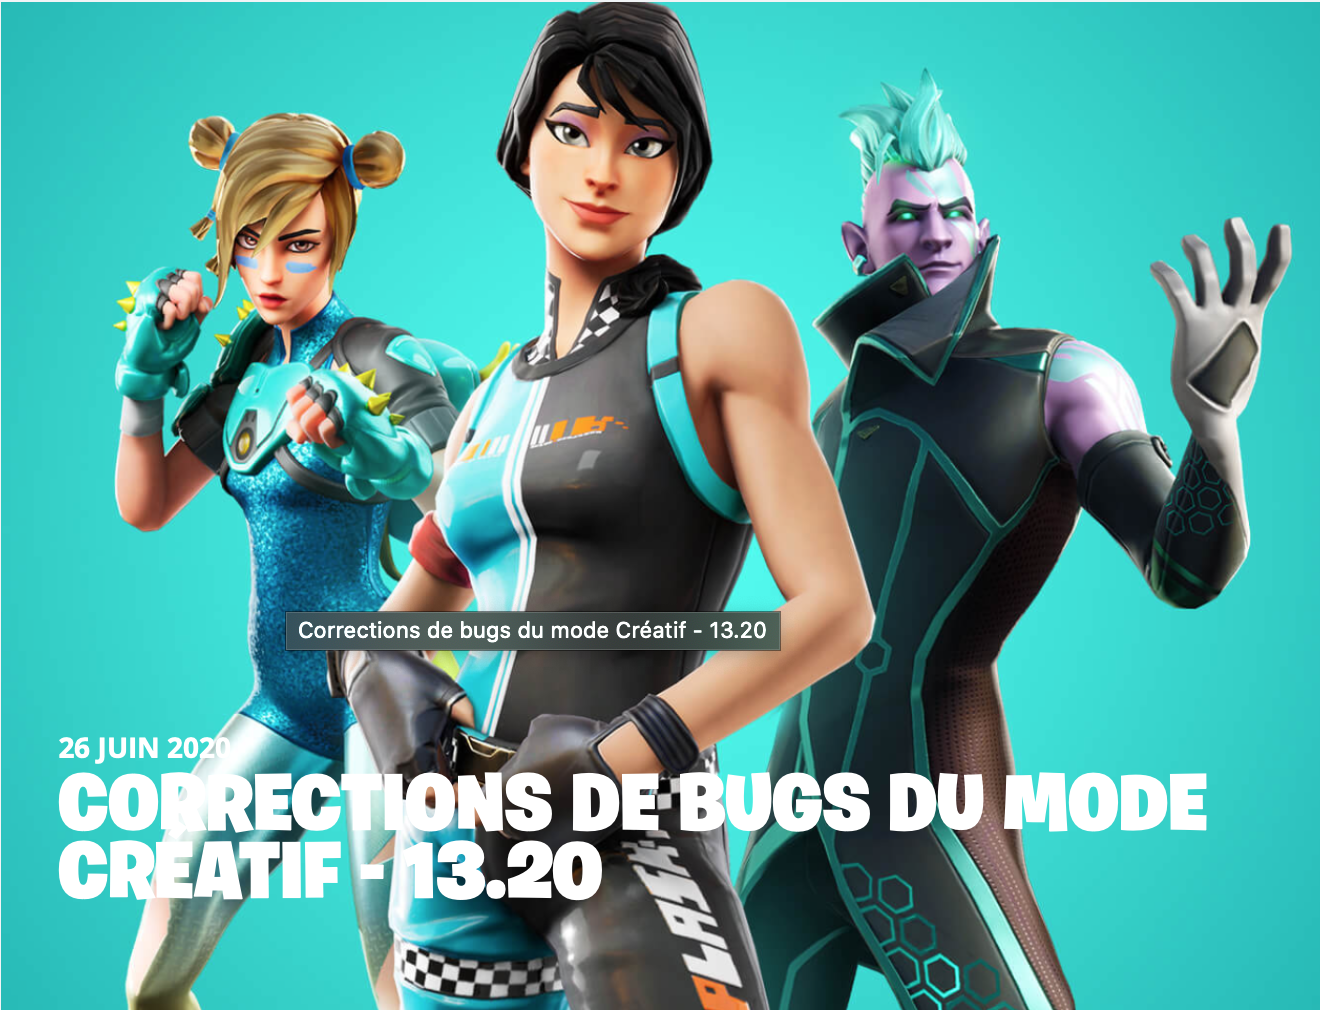 Corrections de bugs du mode Créatif - 13.20
26 JUIN 2020
CORRECTIONS DE BUGS DU MODE
CRÉATIF - 13.20